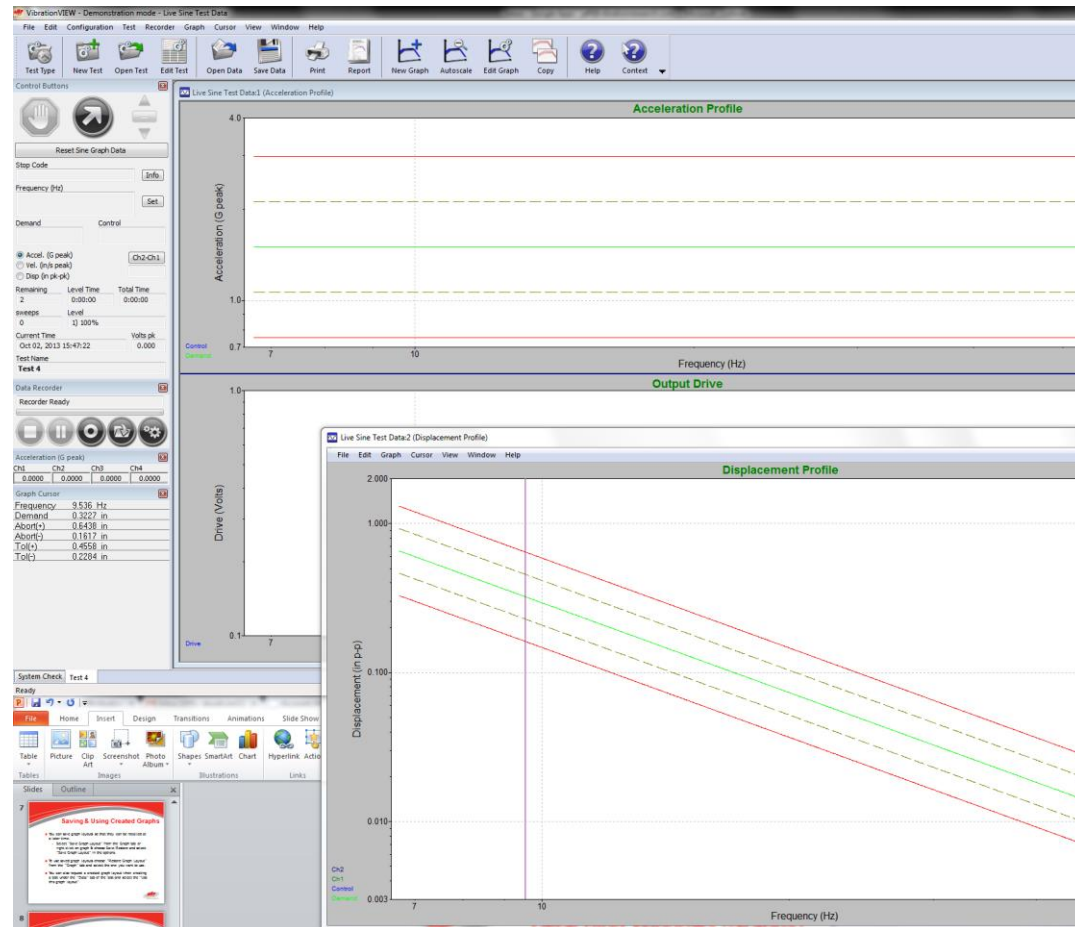 VibrationVIEW - Demonstration mode - Live Sine Test Data
File Edit Configuration Test Recorder Graph Cursor View Window Help
Test Type New Test Open Test Edit Test Open Data Save Data Print Report New Graph Autoscale Edit Graph Copy Help Context
Control Buttons
Reset Sine Graph Data
Stop Code
Info
Frequency (Hz)
Set
Demand Control
Accel. (G peak)
Ch2-Ch1
Vel. (in/s peak)
Disp (in pk-pk)
Remaining Level Time Total Time
2 0:00:00 0:00:00
sweeps Level
0 1) 100%
Current Time Volts pk
Oct 02, 2013 15:47:22 0.000
Test Name
Test 4
Data Recorder
Recorder Ready
Acceleration (G peak)
Ch1 Ch2 Ch3 Ch4
0.0000 0.0000 0.0000 0.0000
Graph Cursor
Frequency 9.536 Hz
Demand 0.3227 in
Abort(+) 0.6438 in
Abort(-) 0.1617 in
Tol(+) 0.4558 in
Tol(-) 0.2284 in
System Check Test 4
Ready
Live Sine Test Data:1 (Acceleration Profile)
Acceleration Profile
4.0
Acceleration (G peak)
1.0
0.7
Control
Demand
7 10
Frequency (Hz)
Output Drive
1.0
Drive (Volts)
0.1
Drive
7
Live Sine Test Data:2 (Displacement Profile)
File Edit Graph Cursor View Window Help
Displacement Profile
2.000
1.000
Displacement (in p-p)
0.100
0.010
0.003
Ch2
Ch1
Control
Demand
7 10
Frequency (Hz)
File Home Insert Design Transitions Animations Slide Show
Table Picture Clip Art Screenshot Photo Album Shapes SmartArt Chart Hyperlink Actio
Tables Images Illustrations Links
Slides Outline
7
Saving & Using Created Graphs
8